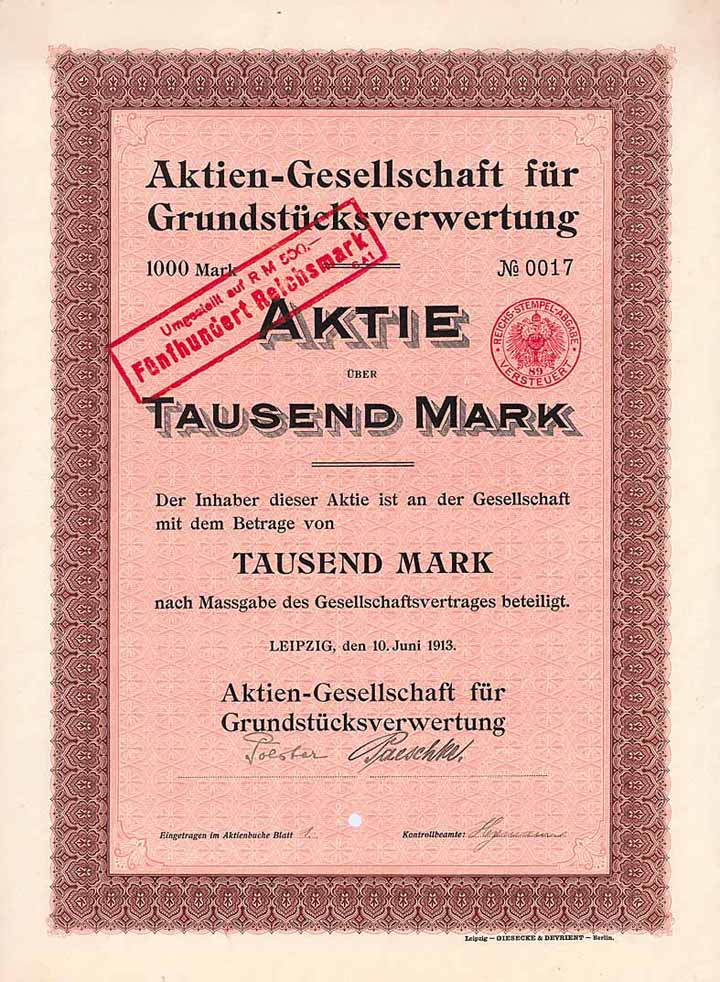 Aktien-Gesellschaft für
Grundstücksverwertung
1000 Mark
№ 0017
Umgestellt auf R M 500.—
Fünfhundert Reichsmark
AKTIE
REICHS-STEMPEL-ABGABE
89
VERSTEUERT
ÜBER
TAUSEND MARK
Der Inhaber dieser Aktie ist an der Gesellschaft
mit dem Betrage von
TAUSEND MARK
nach Massgabe des Gesellschaftsvertrages beteiligt.
LEIPZIG, den 10. Juni 1913.
Aktien-Gesellschaft für
Grundstücksverwertung
Paeschke.
Eingetragen im Aktienbuche Blatt 1.
Kontrollbeamte:
Leipzig — GIESECKE & DEVRIENT — Berlin.